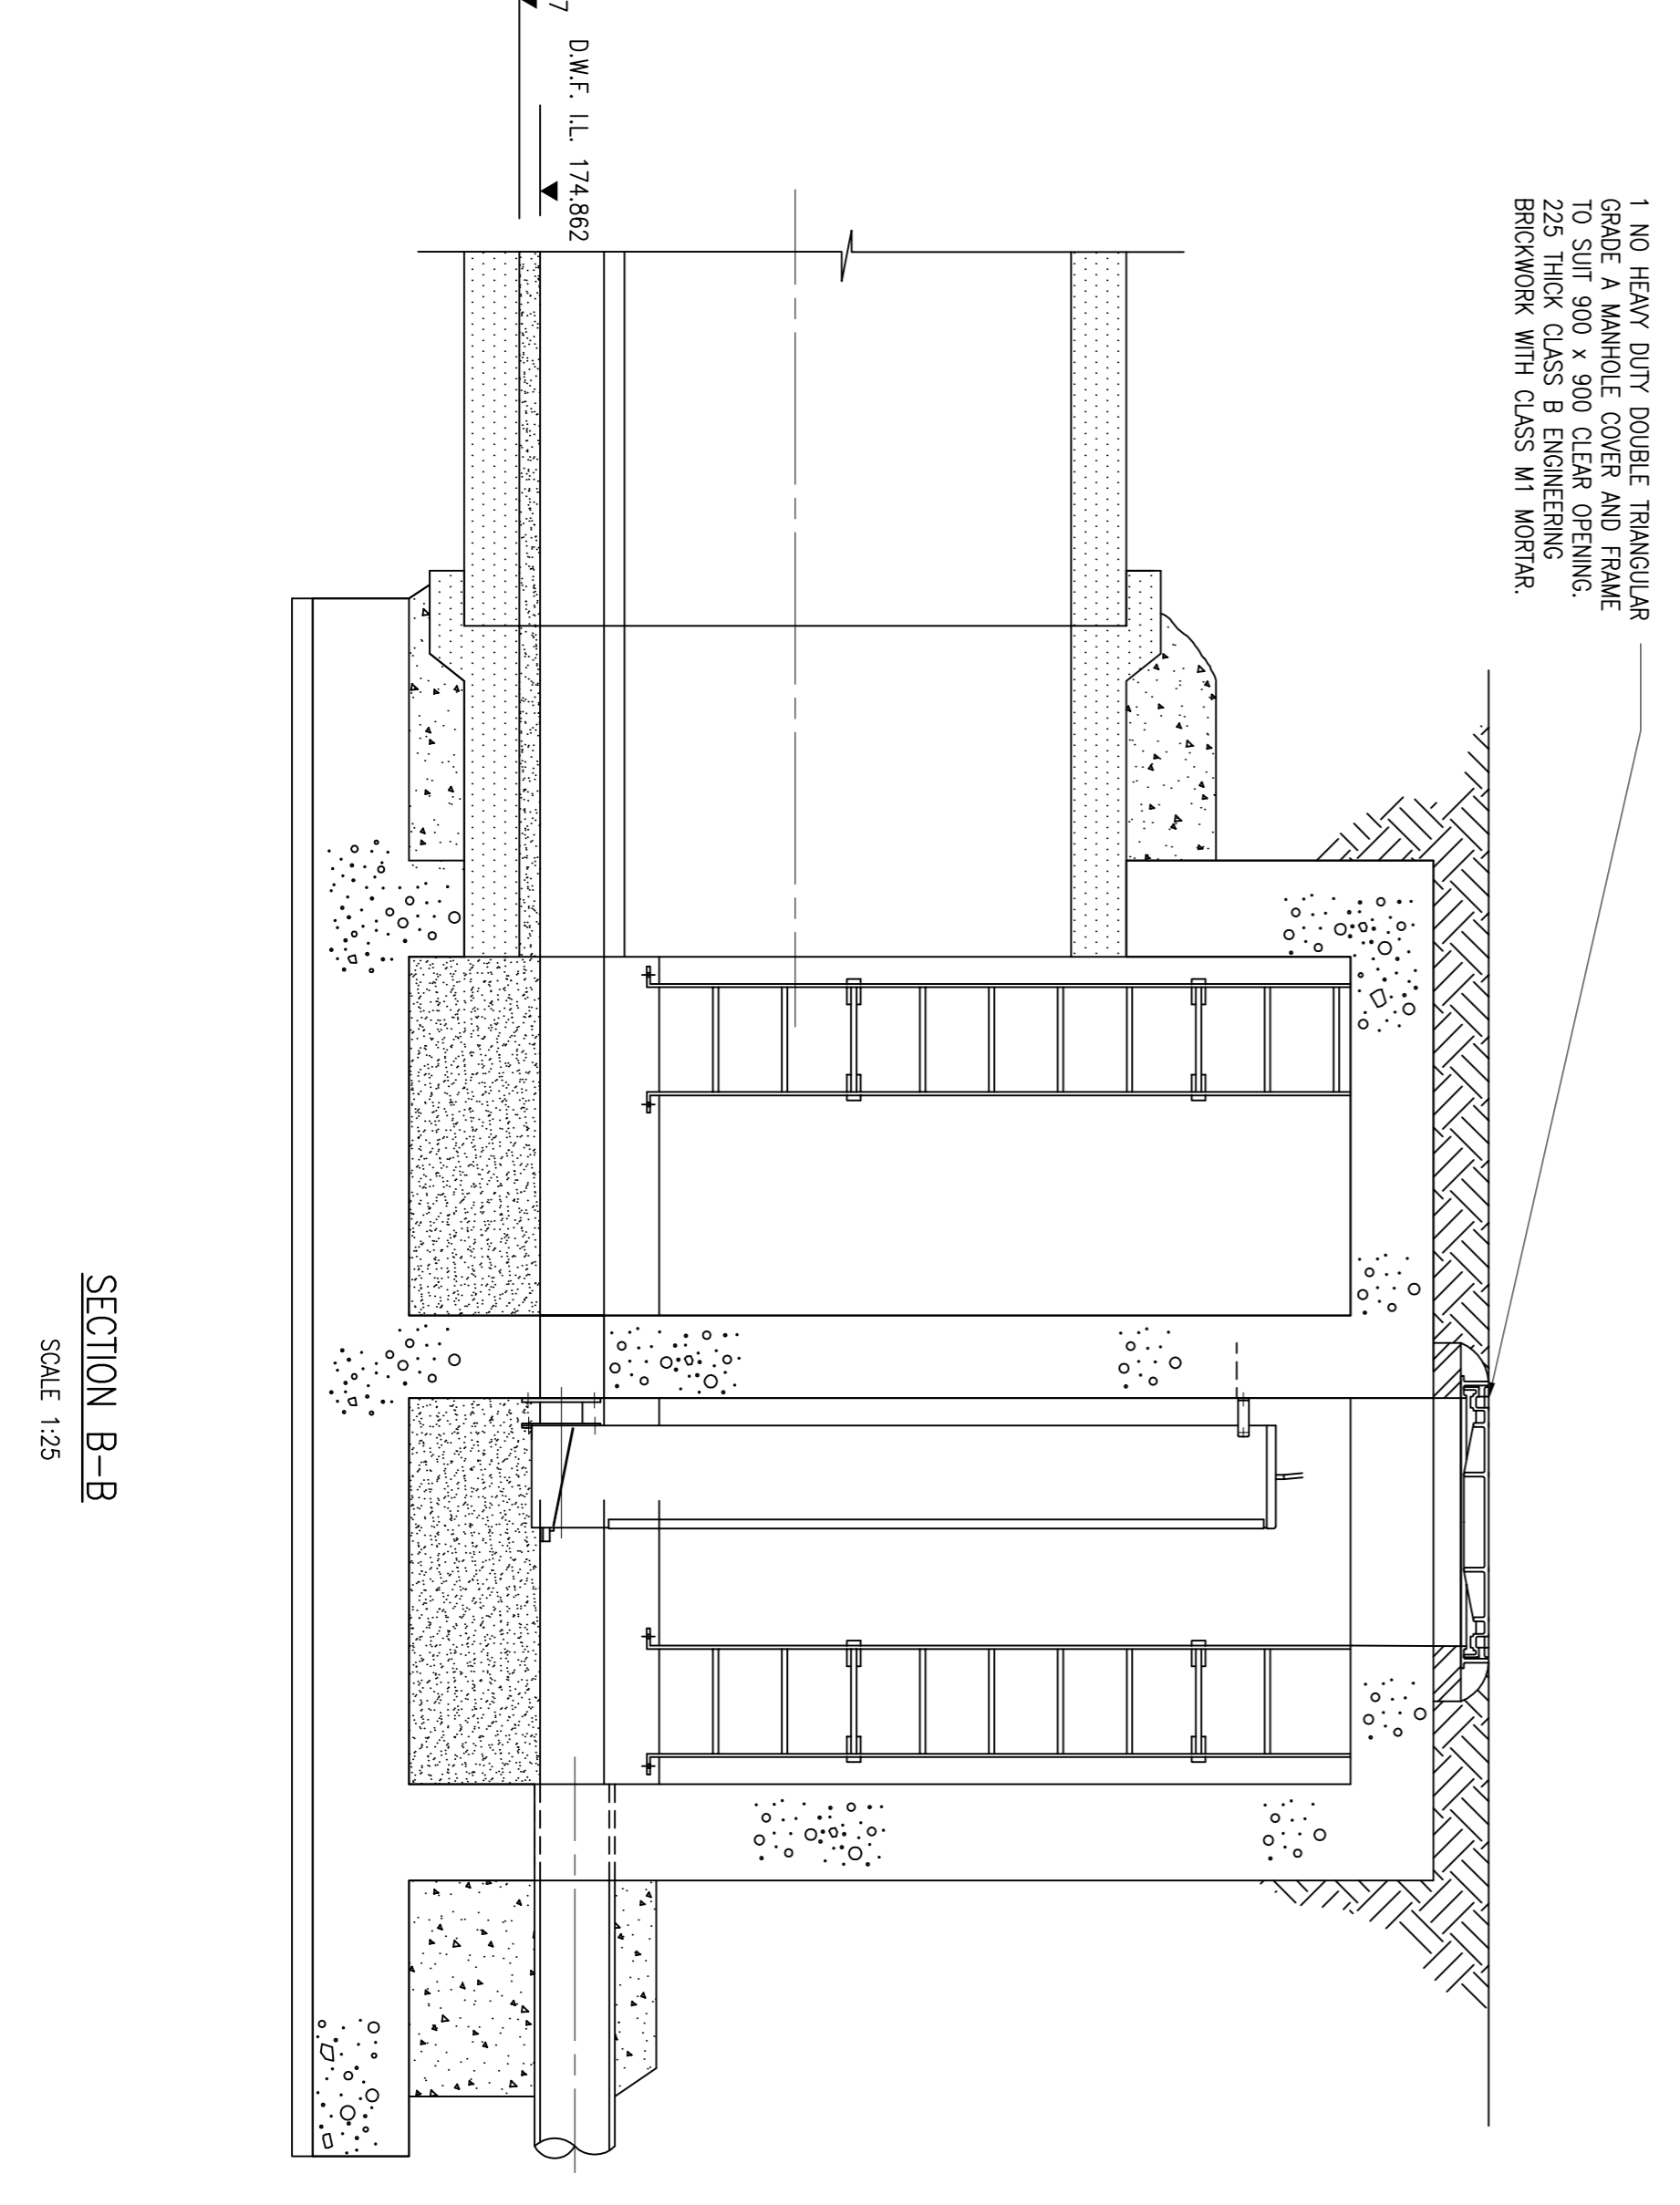 1 NO HEAVY DUTY DOUBLE TRIANGULAR
GRADE A MANHOLE COVER AND FRAME
TO SUIT 900 x 900 CLEAR OPENING.
225 THICK CLASS B ENGINEERING
BRICKWORK WITH CLASS M1 MORTAR.
D.W.F. I.L. 174.862
7
SECTION B-B
SCALE 1:25